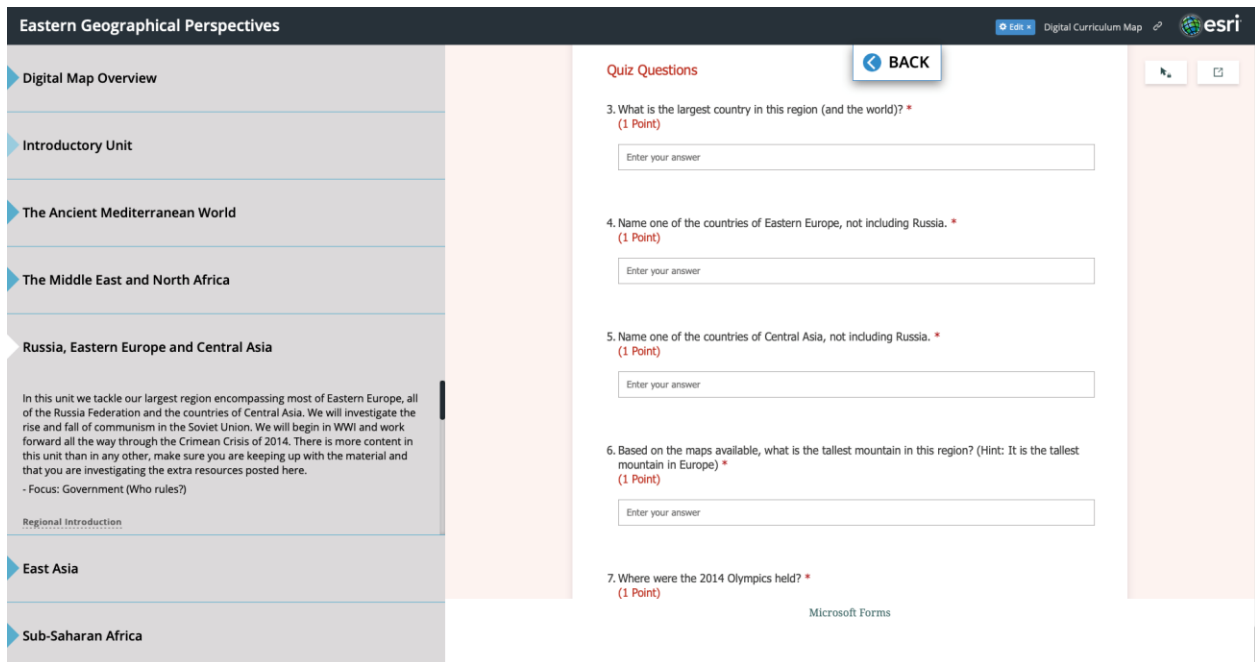 Eastern Geographical Perspectives
Edit ×
Digital Curriculum Map
esri
Digital Map Overview
Introductory Unit
The Ancient Mediterranean World
The Middle East and North Africa
Russia, Eastern Europe and Central Asia
In this unit we tackle our largest region encompassing most of Eastern Europe, all
of the Russia Federation and the countries of Central Asia. We will investigate the
rise and fall of communism in the Soviet Union. We will begin in WWI and work
forward all the way through the Crimean Crisis of 2014. There is more content in
this unit than in any other, make sure you are keeping up with the material and
that you are investigating the extra resources posted here.
- Focus: Government (Who rules?)
Regional Introduction
East Asia
Sub-Saharan Africa
BACK
Quiz Questions
3. What is the largest country in this region (and the world)? *
(1 Point)
Enter your answer
4. Name one of the countries of Eastern Europe, not including Russia. *
(1 Point)
Enter your answer
5. Name one of the countries of Central Asia, not including Russia. *
(1 Point)
Enter your answer
6. Based on the maps available, what is the tallest mountain in this region? (Hint: It is the tallest
mountain in Europe) *
(1 Point)
Enter your answer
7. Where were the 2014 Olympics held? *
(1 Point)
Microsoft Forms